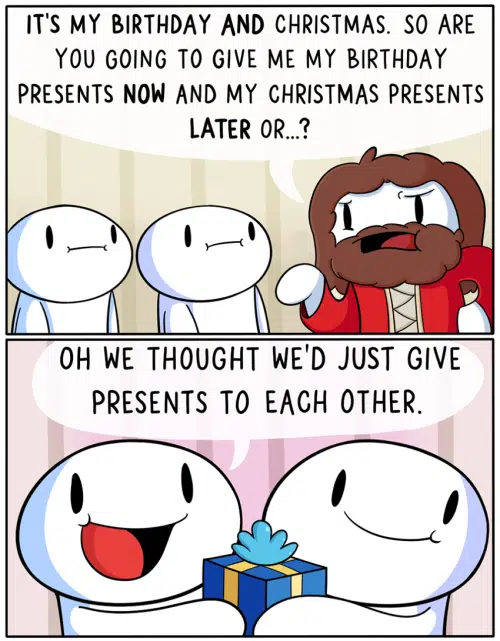 IT'S MY BIRTHDAY AND CHRISTMAS. SO ARE
YOU GOING TO GIVE ME MY BIRTHDAY
PRESENTS NOW AND MY CHRISTMAS PRESENTS
LATER OR...?
OH WE THOUGHT WE'D JUST GIVE
PRESENTS TO EACH OTHER.